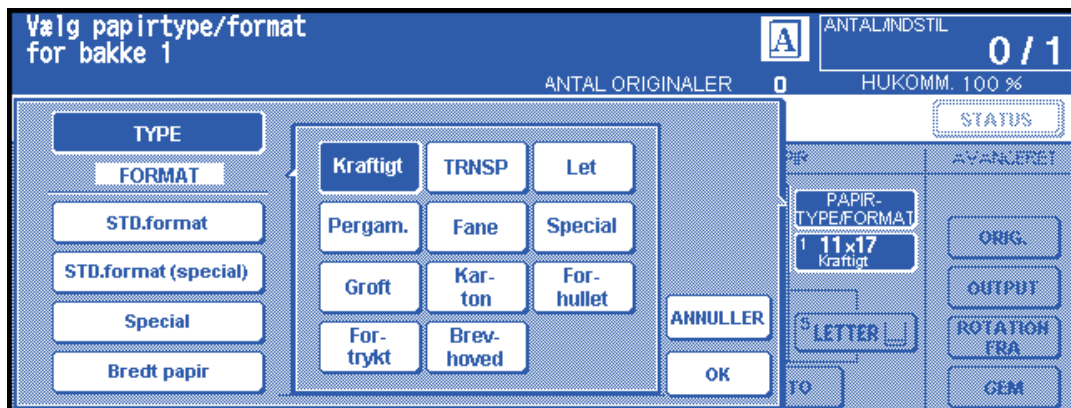 Vælg papirtype/format
for bakke 1
A
ANTAL/INDSTIL
0 / 1
ANTAL ORIGINALER 0
HUKOMM. 100 %
STATUS
TYPE
FORMAT
STD.format
STD.format (special)
Special
Bredt papir
Kraftigt
TRNSP
Let
Pergam.
Fane
Special
Groft
Kar-
ton
For-
hullet
For-
trykt
Brev-
hoved
ANNULLER
OK
PIR
PAPIR-
TYPE/FORMAT
1 11x17
Kraftigt
S LETTER
TO
AVANCERET
ORIG.
OUTPUT
ROTATION
FRA
GEM